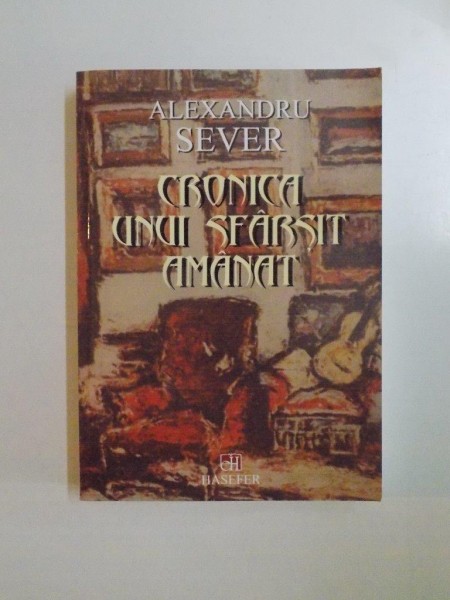 ALEXANDRU
SEVER
CRONICA
UNUI SFÂRȘIT
AMÂNAT
HASEFER